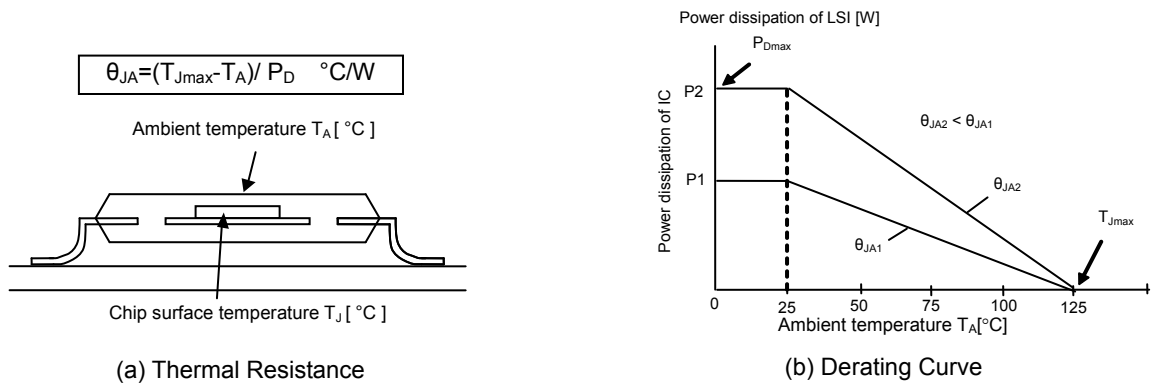 θJA=(TJmax-TA)/ PD °C/W
Ambient temperature TA [ °C ]
Chip surface temperature TJ [ °C ]
(a) Thermal Resistance
Power dissipation of LSI [W]
PDmax
P2
θJA2 < θJA1
P1
θJA2
TJmax
θJA1
Power dissipation of IC
0 25 50 75 100 125
Ambient temperature TA[°C]
(b) Derating Curve